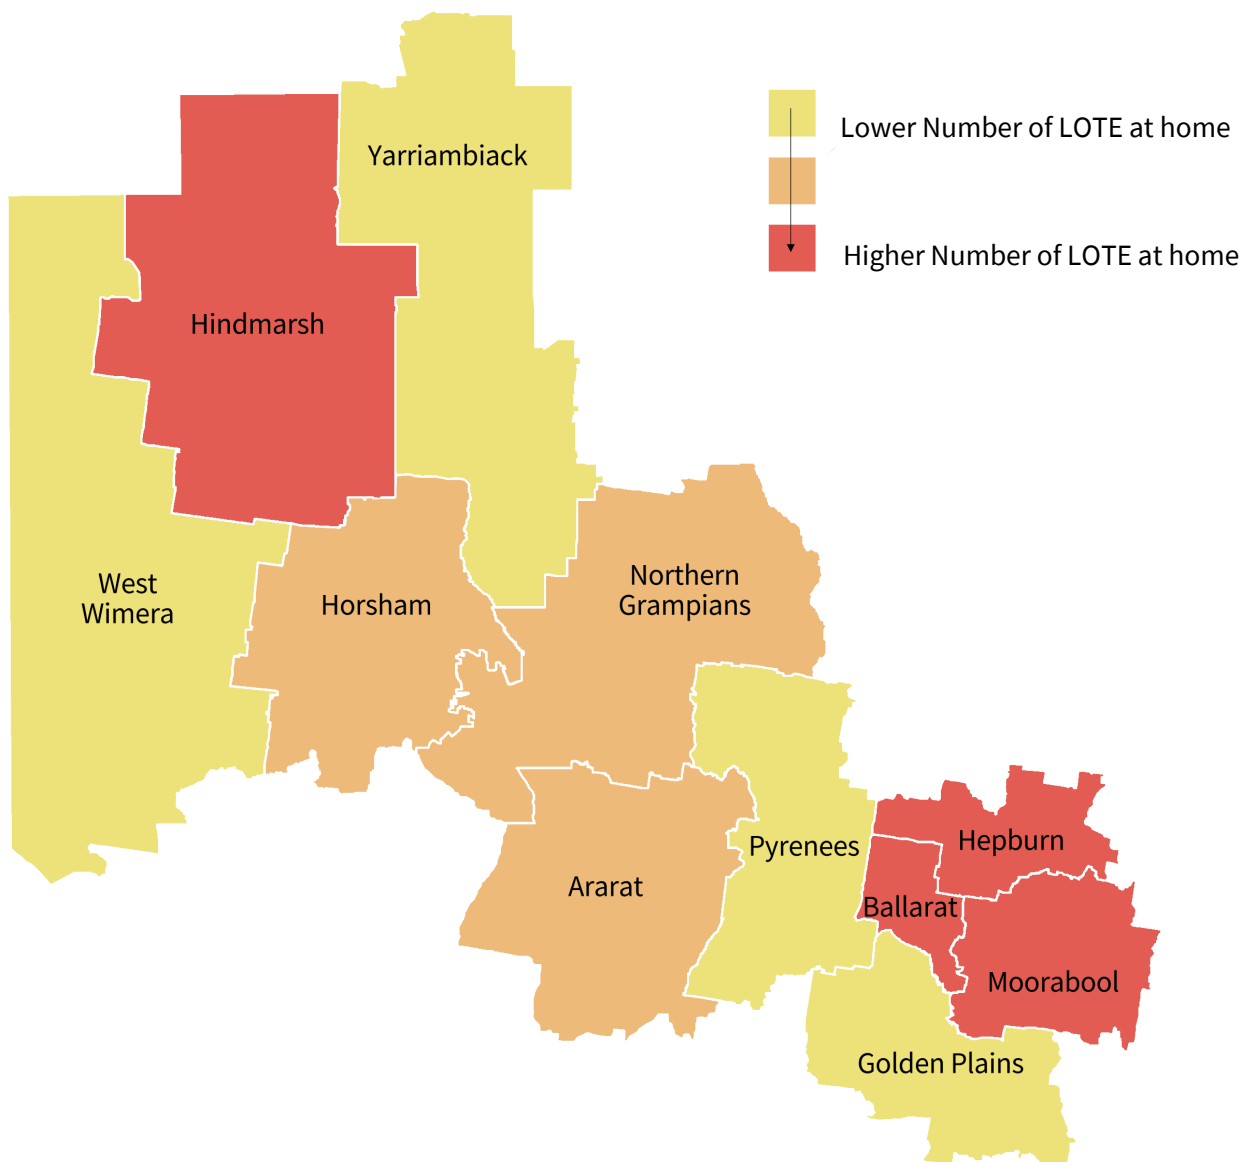 Lower Number of LOTE at home
Higher Number of LOTE at home
Yarriambiack
Hindmarsh
West
Wimera
Horsham
Northern
Grampians
Pyrenees
Hepburn
Ararat
Ballarat
Moorabool
Golden Plains